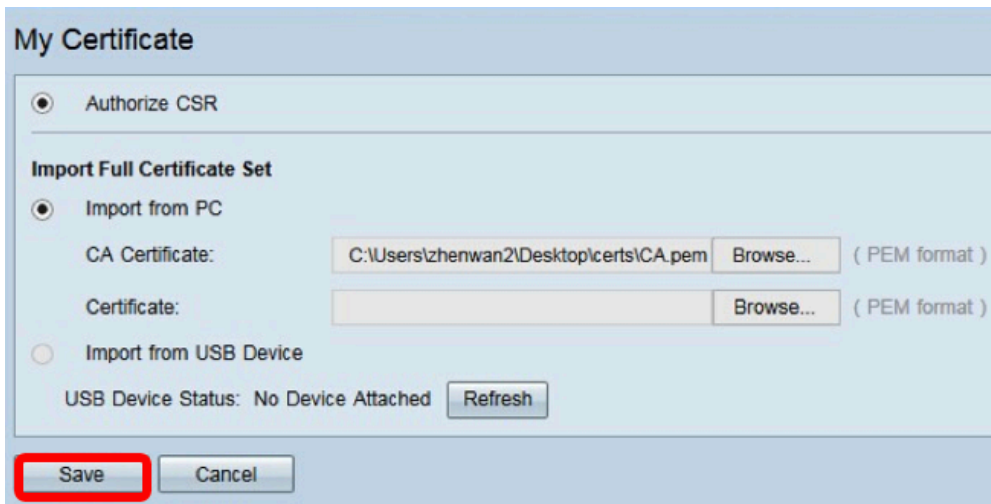 My Certificate
Authorize CSR
Import Full Certificate Set
Import from PC
CA Certificate: C:\Users\zhenwan2\Desktop\certs\CA.pem Browse... ( PEM format )
Certificate: Browse... ( PEM format )
Import from USB Device
USB Device Status: No Device Attached Refresh
Save Cancel